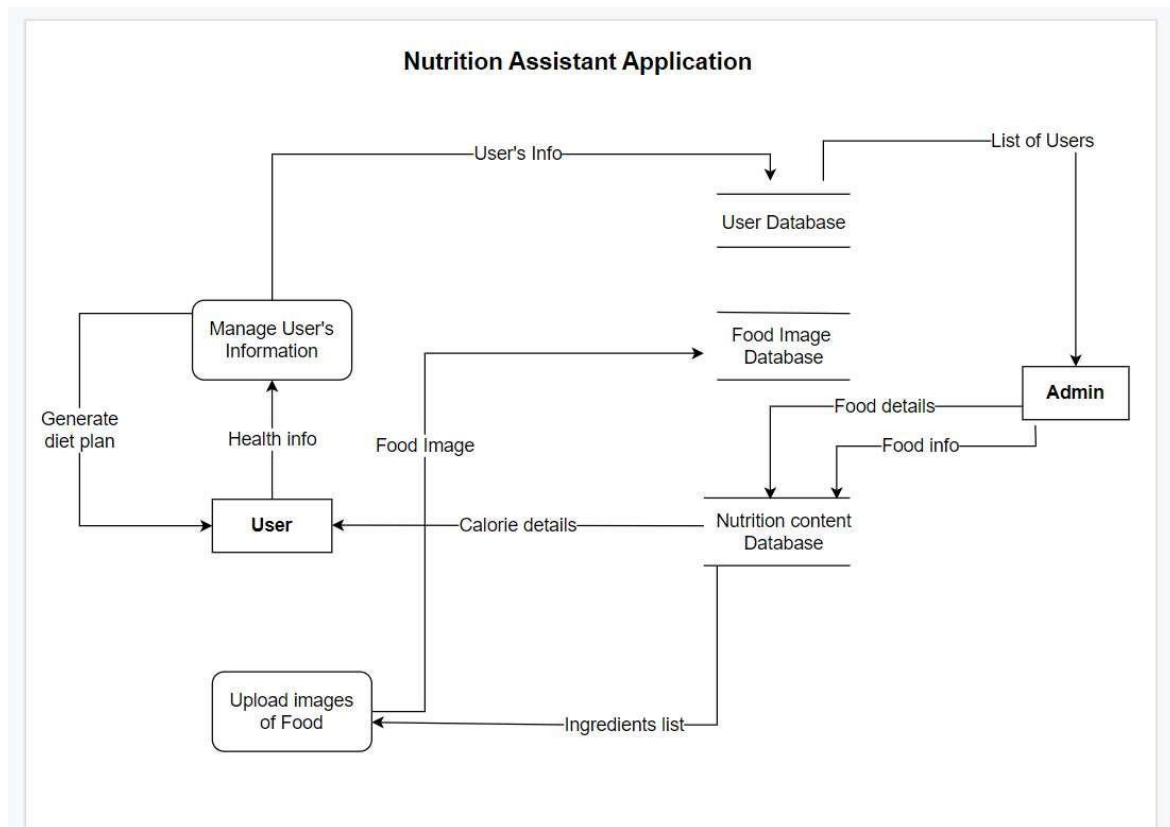 Nutrition Assistant Application
User's Info
List of Users
User Database
Manage User's
Information
Food Image
Database
Admin
Generate
diet plan
Health info
Food Image
Food details
Food info
User
Calorie details
Nutrition content
Database
Upload images
of Food
Ingredients list